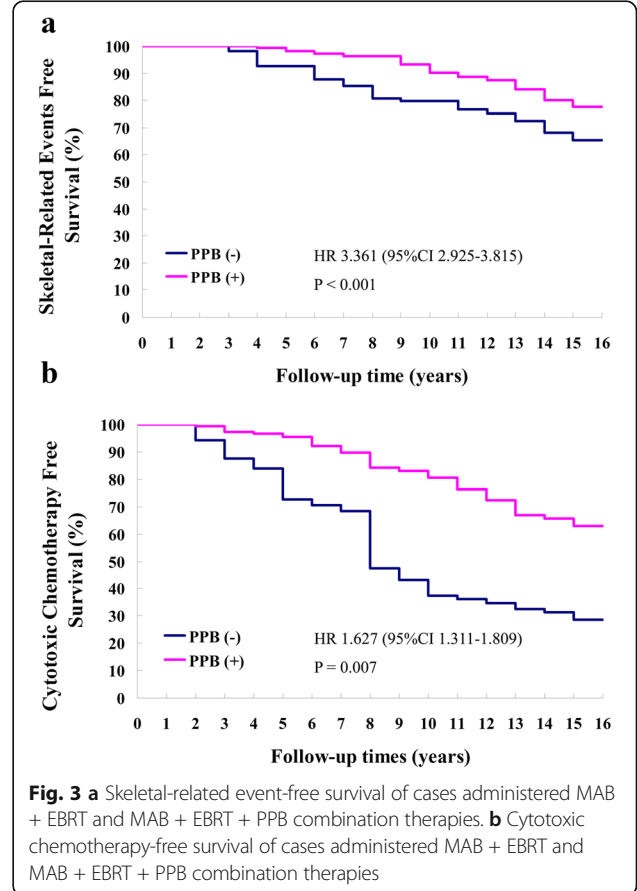 a
Skeletal-Related Events Free
Survival (%)
100
90
80
70
60
50
40
30
20
10
0
PPB (-)
PPB (+)
HR 3.361 (95%CI 2.925-3.815)
P < 0.001
0 1 2 3 4 5 6 7 8 9 10 11 12 13 14 15 16
Follow-up time (years)
b
Cytotoxic Chemotherapy Free
Survival (%)
100
90
80
70
60
50
40
30
20
10
0
PPB (-)
PPB (+)
HR 1.627 (95%CI 1.311-1.809)
P = 0.007
0 1 2 3 4 5 6 7 8 9 10 11 12 13 14 15 16
Follow-up times (years)
Fig. 3 a Skeletal-related event-free survival of cases administered MAB
+ EBRT and MAB + EBRT + PPB combination therapies. b Cytotoxic
chemotherapy-free survival of cases administered MAB + EBRT and
MAB + EBRT + PPB combination therapies